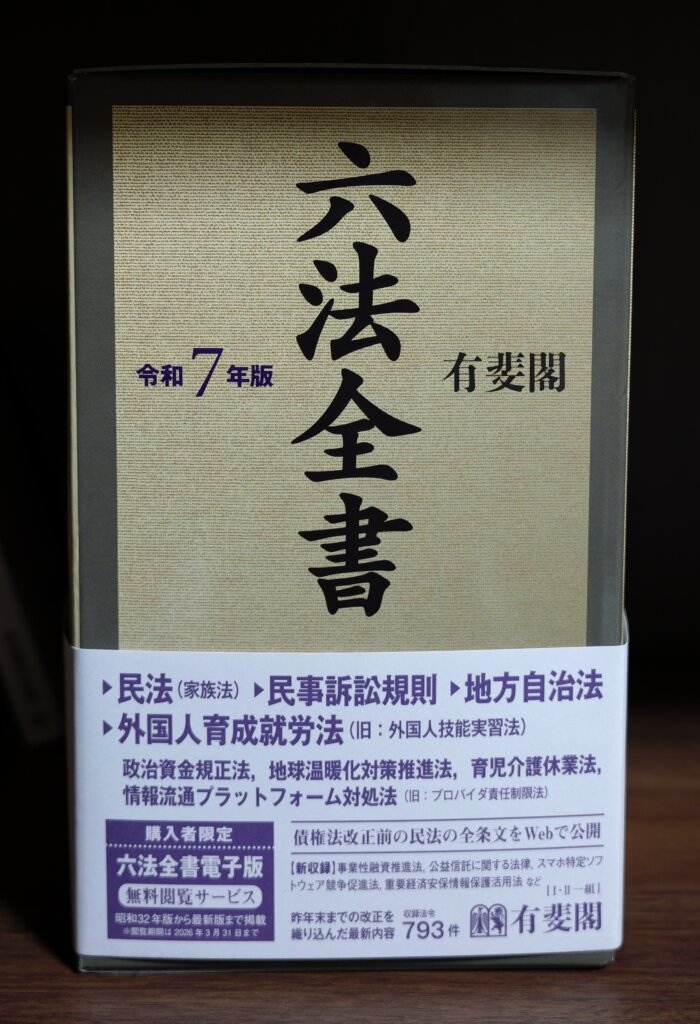 六法全書
令和7年版
有斐閣
▶民法(家族法) ▶民事訴訟規則 ▶地方自治法
▶外国人育成就労法(旧:外国人技能実習法)
政治資金規正法,地球温暖化対策推進法,育児介護休業法,
情報流通プラットフォーム対処法(旧:プロバイダ責任制限法)
購入者限定
六法全書電子版
無料閲覧サービス
昭和32年版から最新版まで掲載
※閲覧期間は2026年3月31日まで
債権法改正前の民法の全条文をWebで公開
【新収録】事業性融資推進法,公益信託に関する法律,スマホ特定ソフ
トウェア競争促進法,重要経済安保情報保護活用法 など
[I・II一組]
昨年末までの改正を
織り込んだ最新内容
収録法令
793件
有斐閣